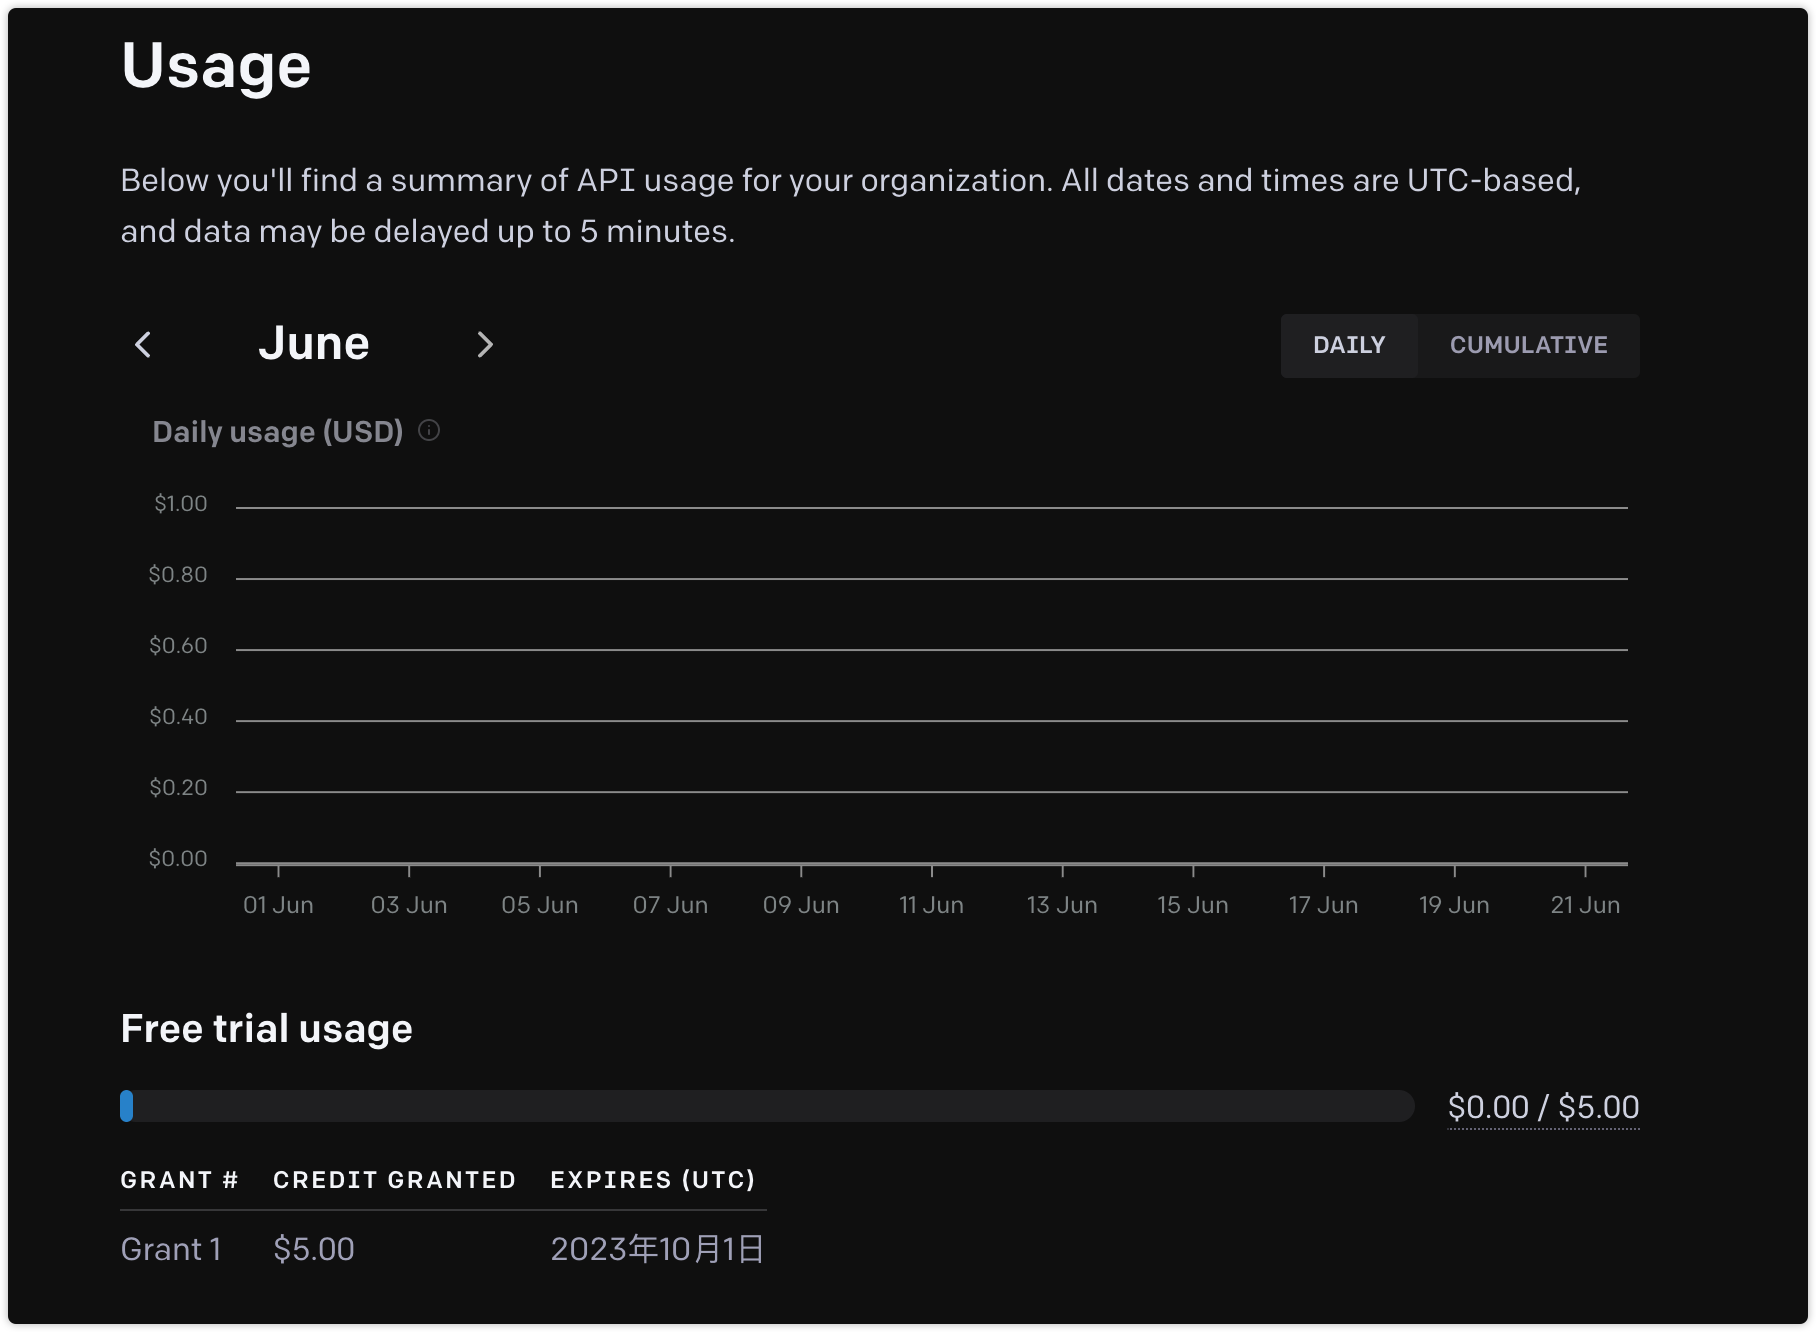 Usage
Below you'll find a summary of API usage for your organization. All dates and times are UTC-based,
and data may be delayed up to 5 minutes.
June
DAILY CUMULATIVE
Daily usage (USD)
$1.00
$0.80
$0.60
$0.40
$0.20
$0.00
01 Jun 03 Jun 05 Jun 07 Jun 09 Jun 11 Jun 13 Jun 15 Jun 17 Jun 19 Jun 21 Jun
Free trial usage
$0.00 / $5.00
GRANT # CREDIT GRANTED EXPIRES (UTC)
Grant 1 $5.00 2023年10月1日